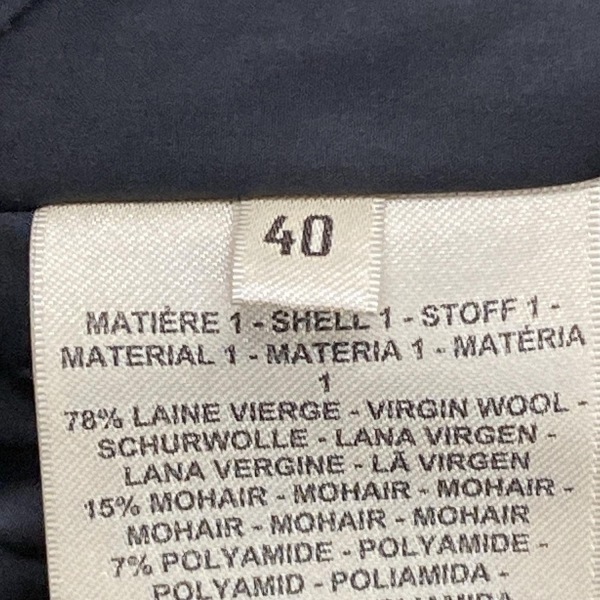 40
MATIÈRE 1 - SHELL 1 - STOFF 1 -
MATERIAL 1 - MATERIA 1 - MATÉRIA
1
78% LAINE VIERGE - VIRGIN WOOL -
SCHURWOLLE - LANA VIRGEN -
LANA VERGINE - LÃ VIRGEN
15% MOHAIR - MOHAIR - MOHAIR -
MOHAIR - MOHAIR - MOHAIR
7% POLYAMIDE - POLYAMIDE -
POLYAMID - POLIAMIDA -